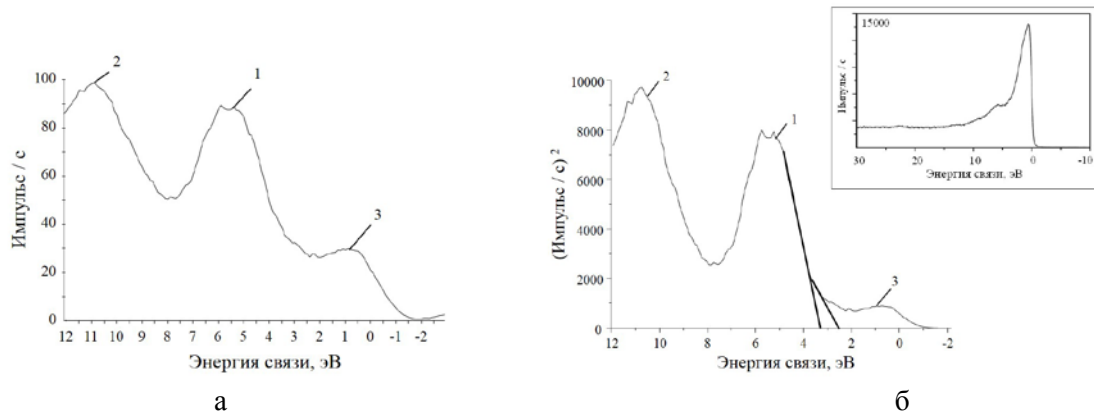 2
1
3
100
80
60
40
20
0
Импульс / с
12 11 10 9 8 7 6 5 4 3 2 1 0 -2
Энергия связи, эВ
а
2
1
3
10000
8000
6000
4000
2000
0
(Импульс / с) ²
12 10 8 6 4 2 0 -2
Энергия связи, эВ
б
15000
Импульс / с
30 20 10 0 -10
Энергия связи, эВ